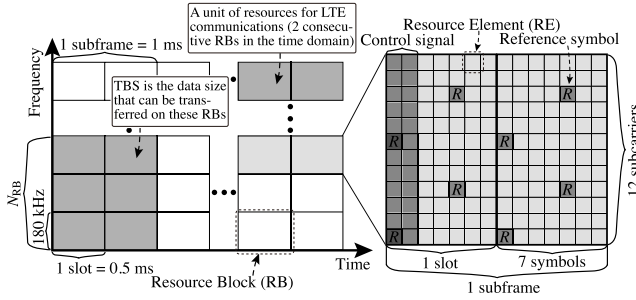 A unit of resources for LTE
communications (2 consecu-
tive RBs in the time domain)
Resource Element (RE)
1 subframe = 1 ms
Control signal
Reference symbol
Frequency
TBS is the data size
that can be trans-
ferred on these RBs
R
R
R
R
R
R
R
R
N_RB
180 kHz
12 subcarriers
Time
1 slot = 0.5 ms
Resource Block (RB)
1 slot
7 symbols
1 subframe